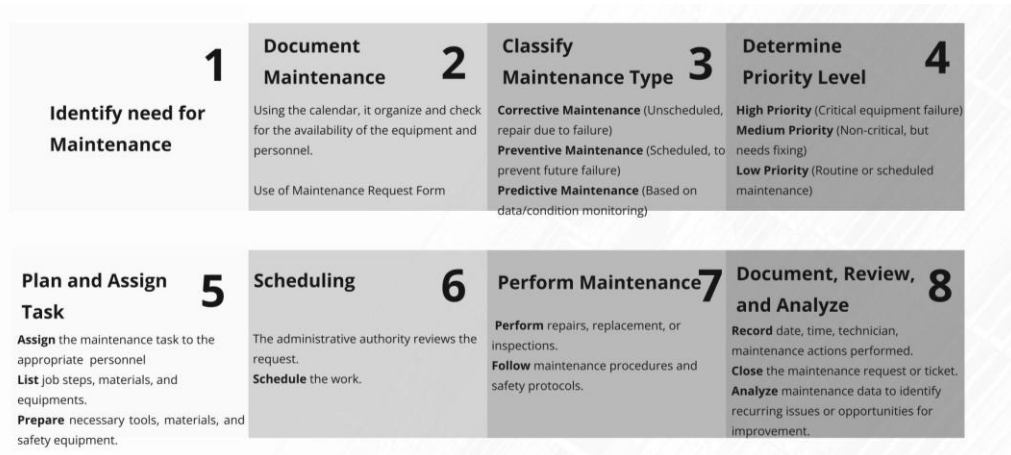 1
Identify need for
Maintenance
Document
Maintenance
2
Using the calendar, it organize and check
for the availability of the equipment and
personnel.
Use of Maintenance Request Form
Classify
Maintenance Type
3
Corrective Maintenance (Unscheduled,
repair due to failure)
Preventive Maintenance (Scheduled, to
prevent future failure)
Predictive Maintenance (Based on
data/condition monitoring)
Determine
Priority Level
4
High Priority (Critical equipment failure)
Medium Priority (Non-critical, but
needs fixing)
Low Priority (Routine or scheduled
maintenance)
Plan and Assign
Task
5
Assign the maintenance task to the
appropriate personnel
List job steps, materials, and
equipments.
Prepare necessary tools, materials, and
safety equipment.
Scheduling
6
The administrative authority reviews the
request.
Schedule the work.
Perform Maintenance
7
Perform repairs, replacement, or
inspections.
Follow maintenance procedures and
safety protocols.
Document, Review,
and Analyze
8
Record date, time, technician,
maintenance actions performed.
Close the maintenance request or ticket.
Analyze maintenance data to identify
recurring issues or opportunities for
improvement.